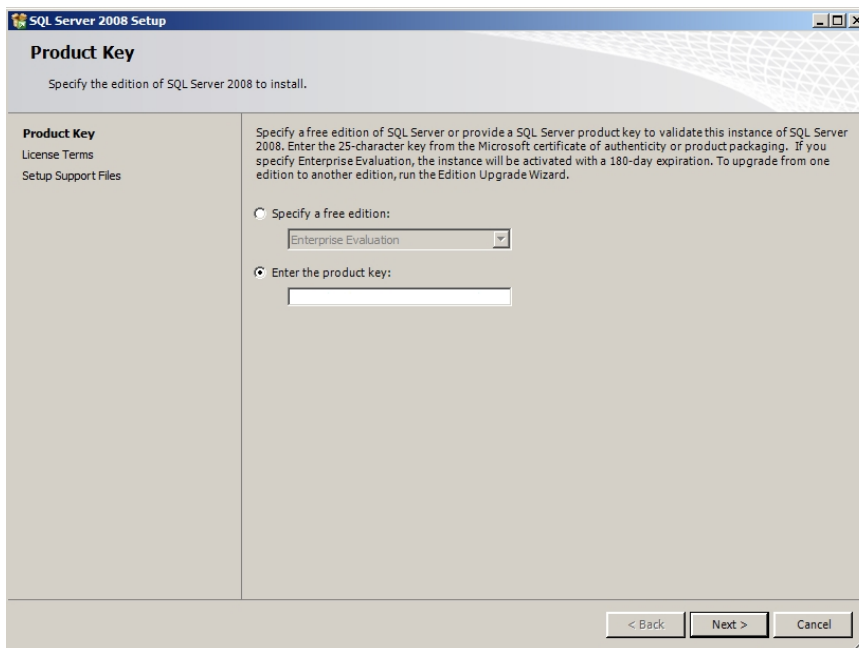 SQL Server 2008 Setup
Product Key
Specify the edition of SQL Server 2008 to install.
Product Key
License Terms
Setup Support Files
Specify a free edition of SQL Server or provide a SQL Server product key to validate this instance of SQL Server
2008. Enter the 25-character key from the Microsoft certificate of authenticity or product packaging. If you
specify Enterprise Evaluation, the instance will be activated with a 180-day expiration. To upgrade from one
edition to another edition, run the Edition Upgrade Wizard.
Specify a free edition:
Enterprise Evaluation
Enter the product key:
< Back
Next >
Cancel